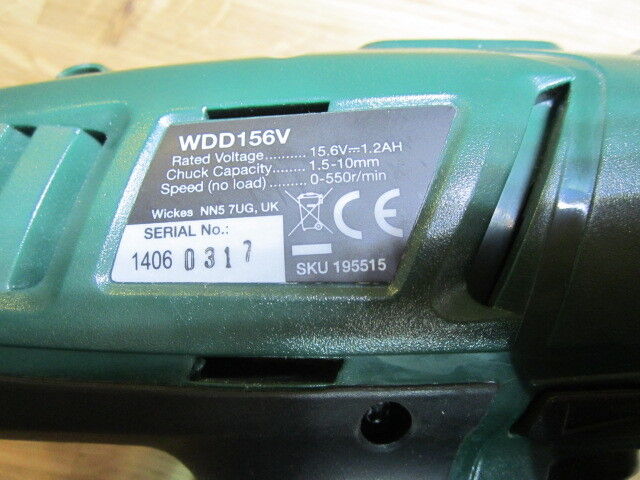 WDD156V
Rated Voltage.......... 15.6V⎓1.2AH
Chuck Capacity......... 1.5-10mm
Speed (no load)......... 0-550r/min
Wickes NN5 7UG, UK
SERIAL No.:
1406 0317
CE
SKU 195515